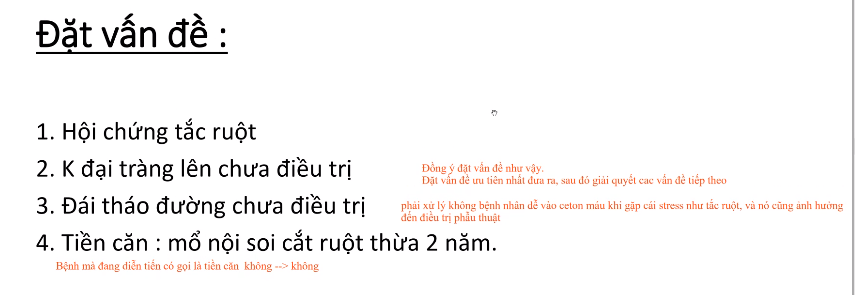 Đặt vấn đề :
1. Hội chứng tắc ruột
2. K đại tràng lên chưa điều trị
Đồng ý đặt vấn đề như vậy.
Đặt vấn đề ưu tiên nhất đưa ra, sau đó giải quyết cac vấn đề tiếp theo
3. Đái tháo đường chưa điều trị
phải xử lý không bệnh nhân dễ vào ceton máu khi gặp cái stress như tắc ruột, và nó cũng ảnh hưởng
đến điều trị phẫu thuật
4. Tiền căn : mổ nội soi cắt ruột thừa 2 năm.
Bệnh mà đang diễn tiến có gọi là tiền căn không --> không